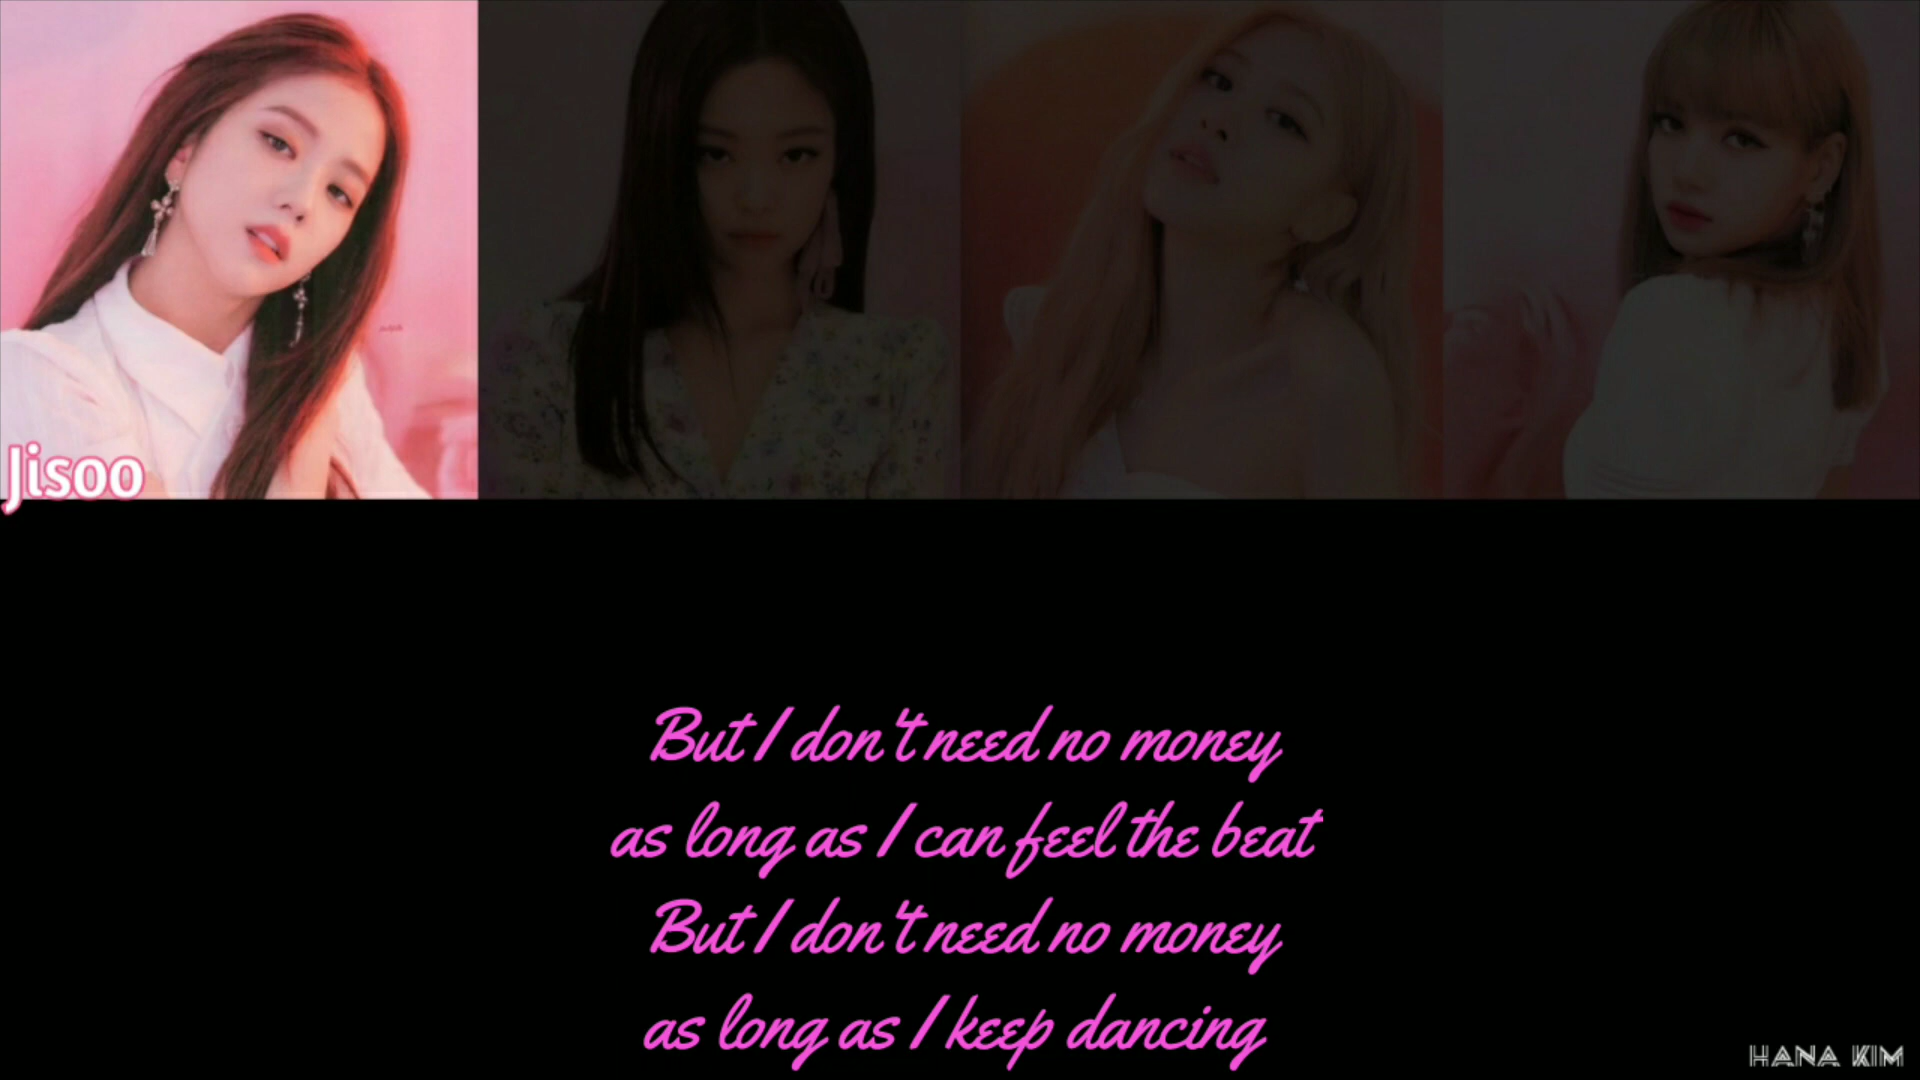 Jisoo
But I don't need no money
as long as I can feel the beat
But I don't need no money
as long as I keep dancing
HANA KIM